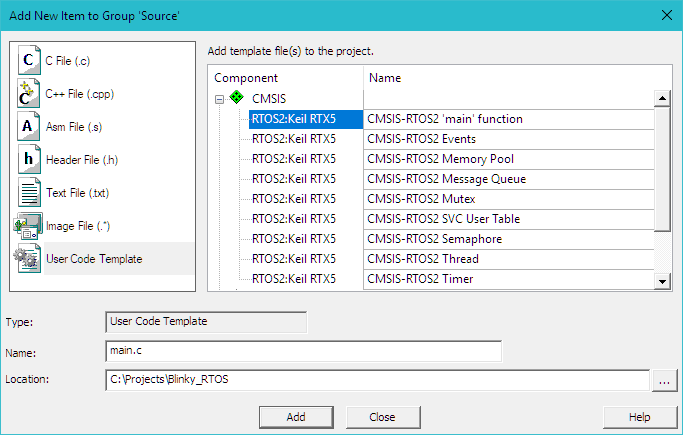 Add New Item to Group 'Source'
C File (.c)
C++ File (.cpp)
Asm File (.s)
Header File (.h)
Text File (.txt)
Image File (.*)
User Code Template
Add template file(s) to the project.
Component Name
CMSIS
RTOS2:Keil RTX5 CMSIS-RTOS2 'main' function
RTOS2:Keil RTX5 CMSIS-RTOS2 Events
RTOS2:Keil RTX5 CMSIS-RTOS2 Memory Pool
RTOS2:Keil RTX5 CMSIS-RTOS2 Message Queue
RTOS2:Keil RTX5 CMSIS-RTOS2 Mutex
RTOS2:Keil RTX5 CMSIS-RTOS2 SVC User Table
RTOS2:Keil RTX5 CMSIS-RTOS2 Semaphore
RTOS2:Keil RTX5 CMSIS-RTOS2 Thread
RTOS2:Keil RTX5 CMSIS-RTOS2 Timer
Type: User Code Template
Name: main.c
Location: C:\Projects\Blinky_RTOS ...
Add Close Help